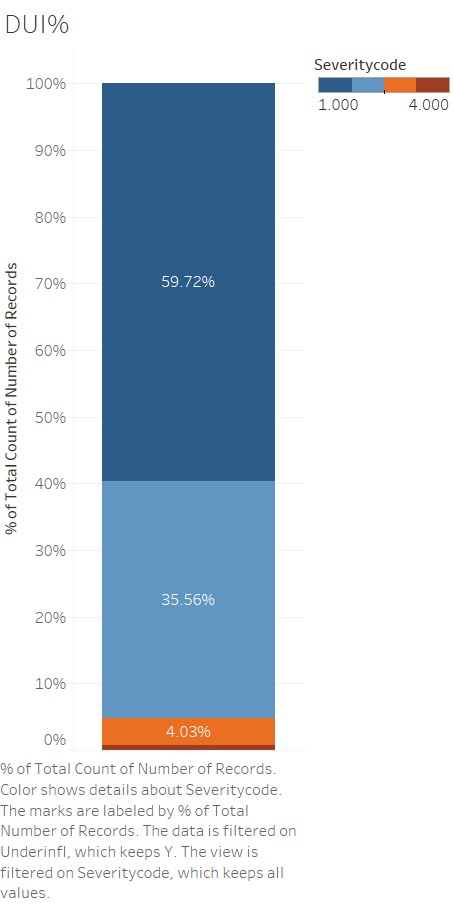 DUI%
Severitycode
1.000 4.000
100%
90%
80%
70%
60%
50%
40%
30%
20%
10%
0%
% of Total Count of Number of Records
59.72%
35.56%
4.03%
% of Total Count of Number of Records.
Color shows details about Severitycode.
The marks are labeled by % of Total
Number of Records. The data is filtered on
Underinfl, which keeps Y. The view is
filtered on Severitycode, which keeps all
values.